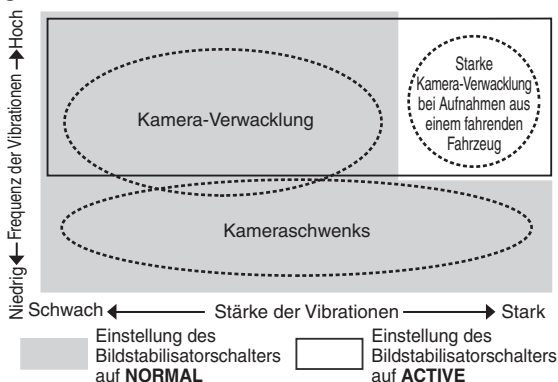 Niedrig ← Frequenz der Vibrationen → Hoch
Kamera-Verwacklung
Starke
Kamera-Verwacklung
bei Aufnahmen aus
einem fahrenden
Fahrzeug
Kameraschwenks
Schwach ← Stärke der Vibrationen → Stark
Einstellung des
Bildstabilisatorschalters
auf NORMAL
Einstellung des
Bildstabilisatorschalters
auf ACTIVE